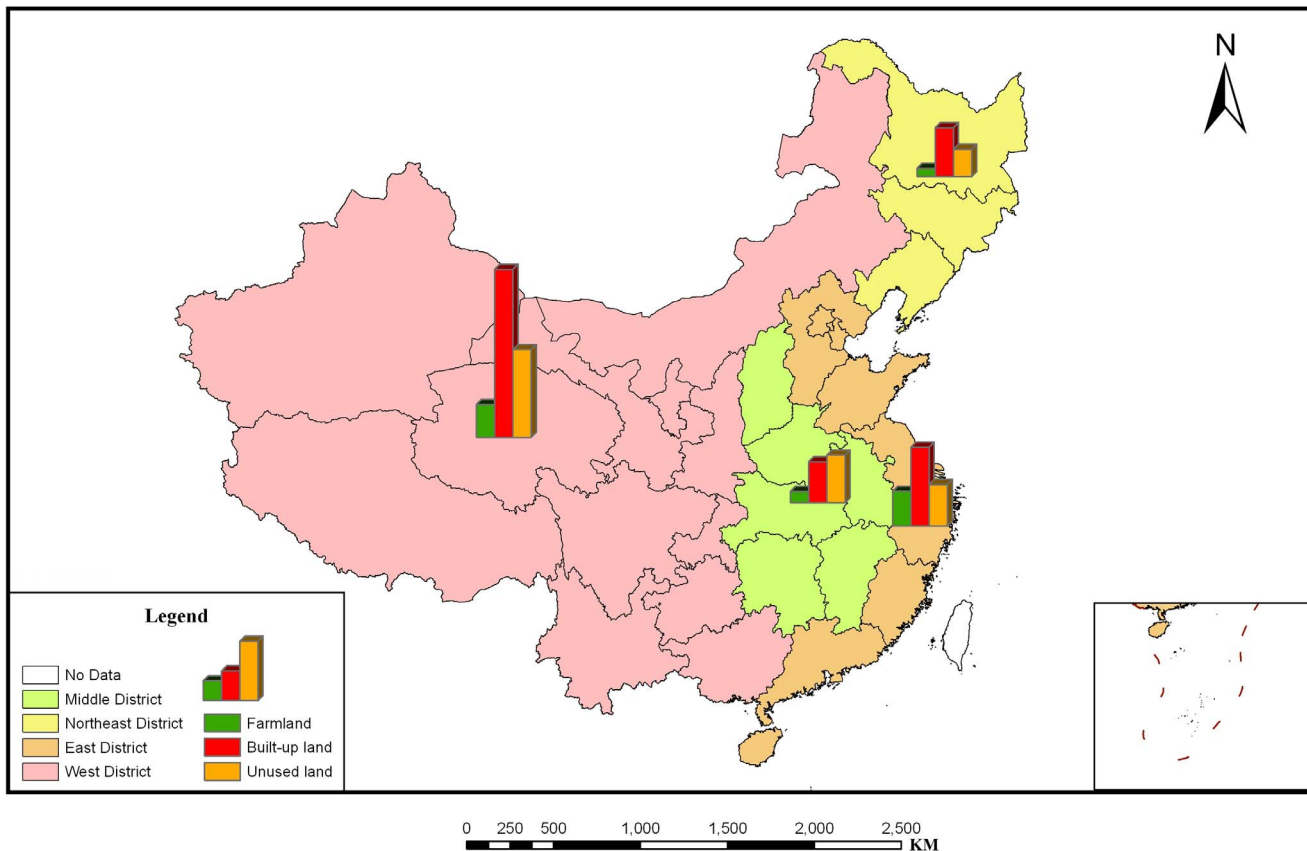 N
Legend
No Data
Middle District
Northeast District
East District
West District
Farmland
Built-up land
Unused land
0 250 500 1,000 1,500 2,000 2,500
KM